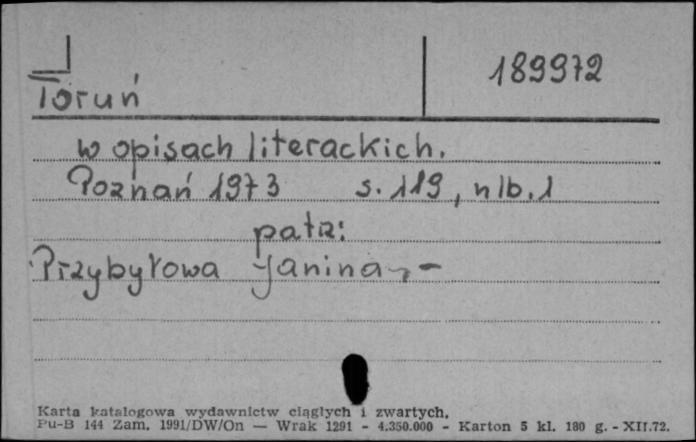 189972
Toruń
w opisach literackich.
Poznań 1973 s. 119, nlb. 1
patrz:
Przybyłowa Janina, -
Karta katalogowa wydawnictw ciągłych i zwartych.
Pu-B 144 Zam. 1991/DW/On — Wrak 1291 - 4.350.000 - Karton 5 kl. 180 g. - XII.72.